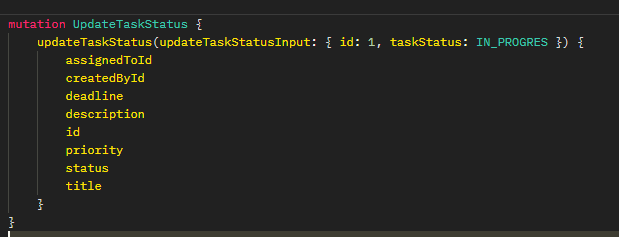 mutation UpdateTaskStatus {
updateTaskStatus(updateTaskStatusInput: { id: 1, taskStatus: IN_PROGRES }) {
assignedToId
createdById
deadline
description
id
priority
status
title
}
}